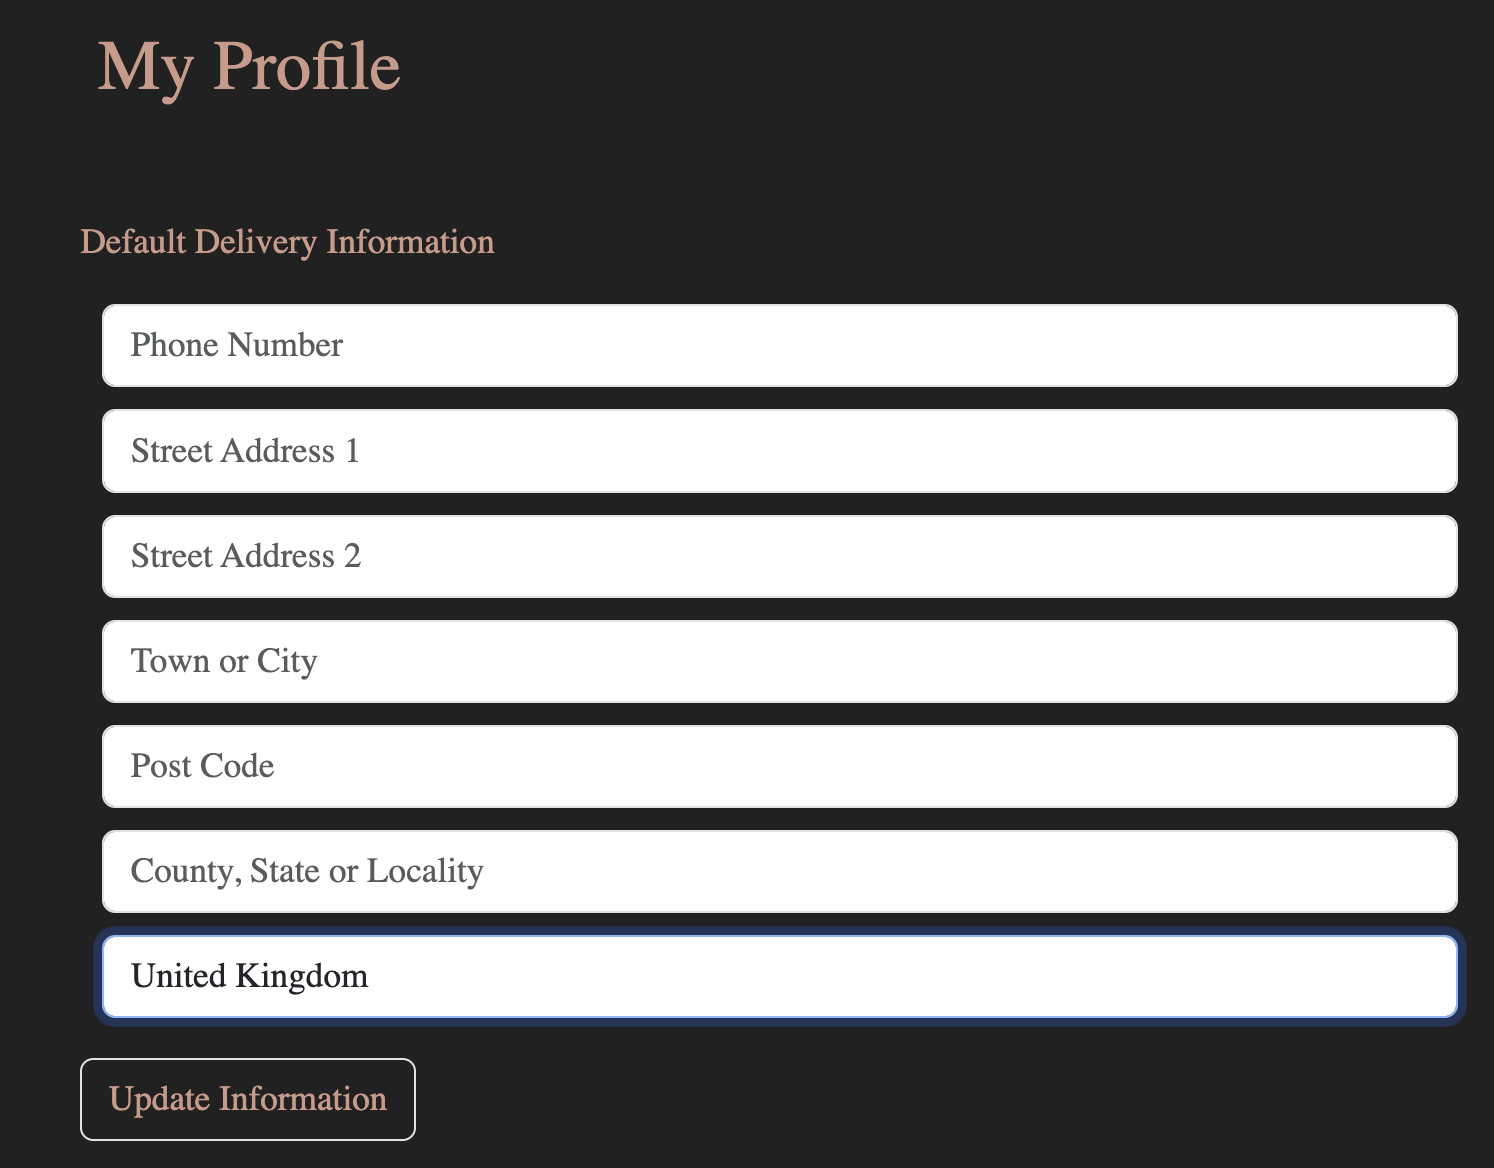 My Profile
Default Delivery Information
Phone Number
Street Address 1
Street Address 2
Town or City
Post Code
County, State or Locality
United Kingdom
Update Information